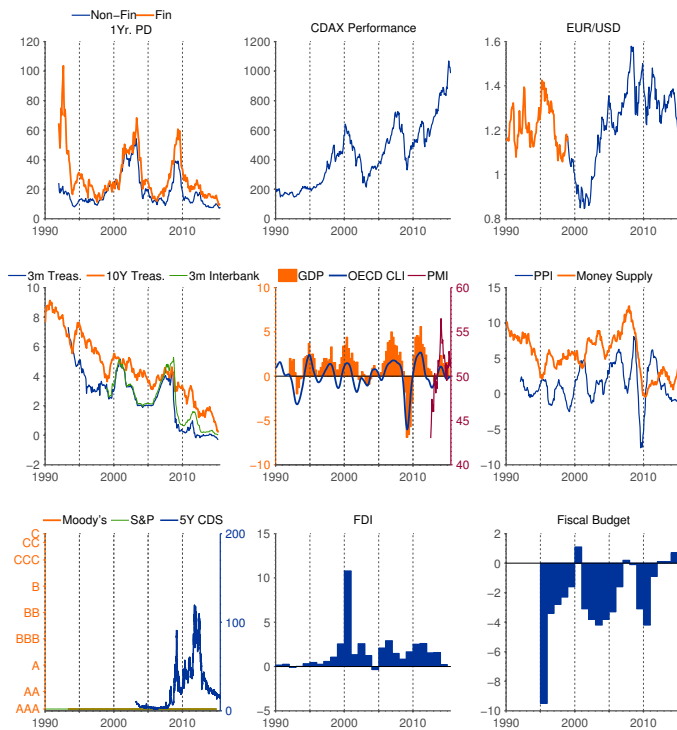 Non-Fin Fin
1Yr. PD
120
100
80
60
40
20
0
1990 2000 2010
CDAX Performance
1200
1000
800
600
400
200
0
1990 2000 2010
EUR/USD
1.6
1.4
1.2
1
0.8
1990 2000 2010
3m Treas. 10Y Treas. 3m Interbank
10
8
6
4
2
0
−2
1990 2000 2010
GDP OECD CLI PMI
10 60
5 55
0 50
−5 45
−10 40
1990 2000 2010
PPI Money Supply
15
10
5
0
−5
−10
1990 2000 2010
Moody's S&P 5Y CDS
C 200
CC
CCC
B
BB 100
BBB
A
AA
AAA 0
1990 2000 2010
FDI
15
10
5
0
−5
1990 2000 2010
Fiscal Budget
2
0
−2
−4
−6
−8
−10
1990 2000 2010